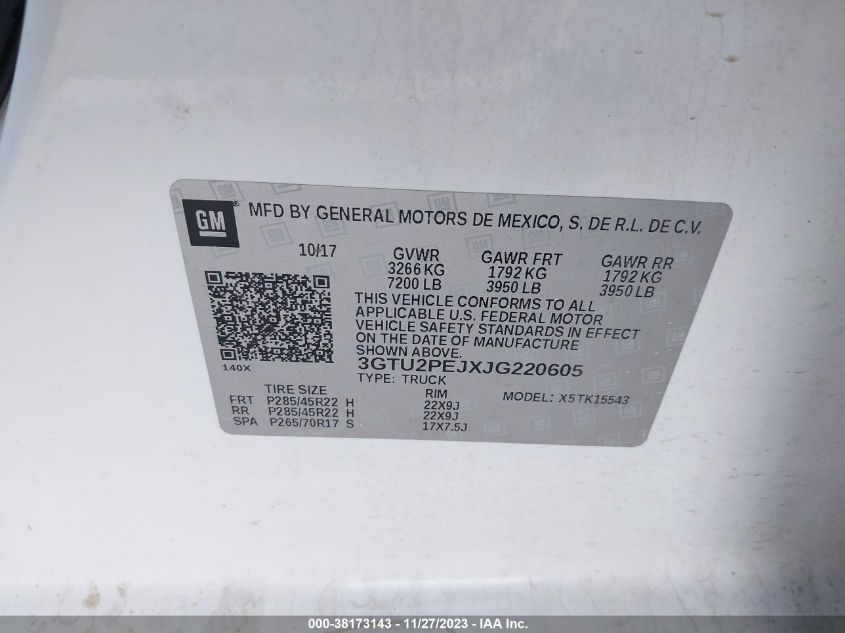 GM ® MFD BY GENERAL MOTORS DE MEXICO, S. DE R.L. DE C.V.
10/17 GVWR GAWR FRT GAWR RR
3266 KG 1792 KG 1792 KG
7200 LB 3950 LB 3950 LB
THIS VEHICLE CONFORMS TO ALL
APPLICABLE U.S. FEDERAL MOTOR
VEHICLE SAFETY STANDARDS IN EFFECT
ON THE DATE OF MANUFACTURE
SHOWN ABOVE.
140X 3GTU2PEJXJG220605
TYPE: TRUCK
TIRE SIZE RIM MODEL: X5TK15543
FRT P285/45R22 H 22X9J
RR P285/45R22 H 22X9J
SPA P265/70R17 S 17X7.5J
000-38173143 - 11/27/2023 - IAXJG